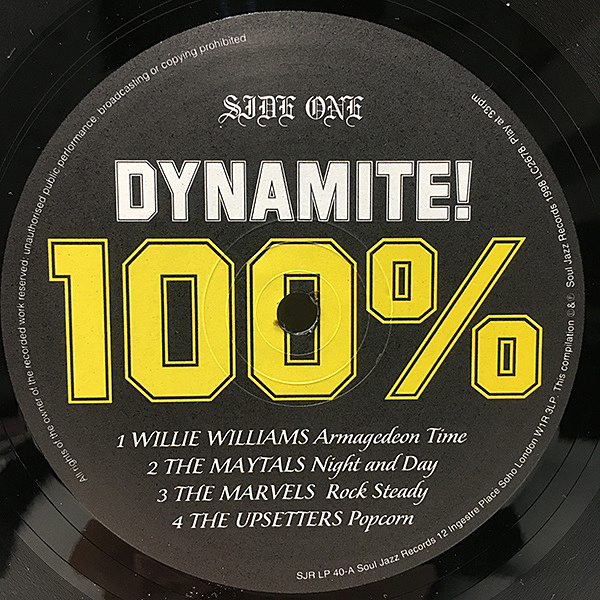 SIDE ONE
DYNAMITE!
100%
1 WILLIE WILLIAMS Armagedeon Time
2 THE MAYTALS Night and Day
3 THE MARVELS Rock Steady
4 THE UPSETTERS Popcorn
All rights of the owner of the recorded work reserved: unauthorised public performance, broadcasting or copying prohibited
SJR LP 40-A Soul Jazz Records 12 Ingestre Place Soho London W1R 3LP. This compilation ©&℗ Soul Jazz Records 1998 LC2678. Play at 33rpm